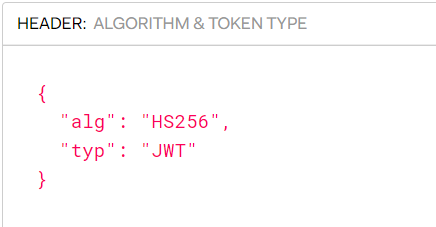 HEADER: ALGORITHM & TOKEN TYPE
{
  "alg": "HS256",
  "typ": "JWT"
}